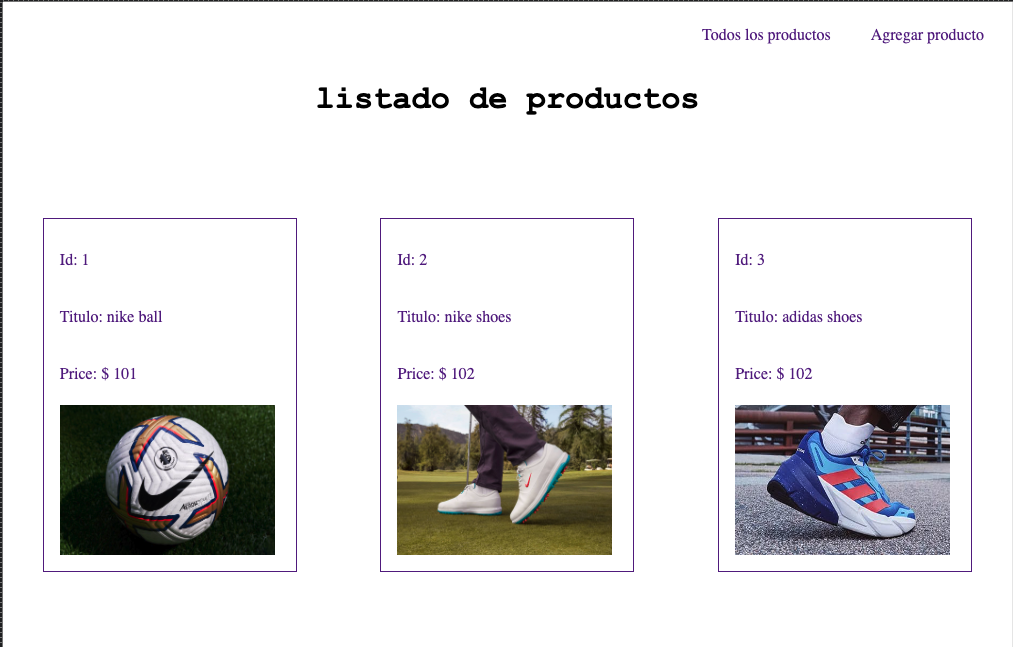 Todos los productos Agregar producto
listado de productos
Id: 1
Titulo: nike ball
Price: $ 101
Id: 2
Titulo: nike shoes
Price: $ 102
Id: 3
Titulo: adidas shoes
Price: $ 102